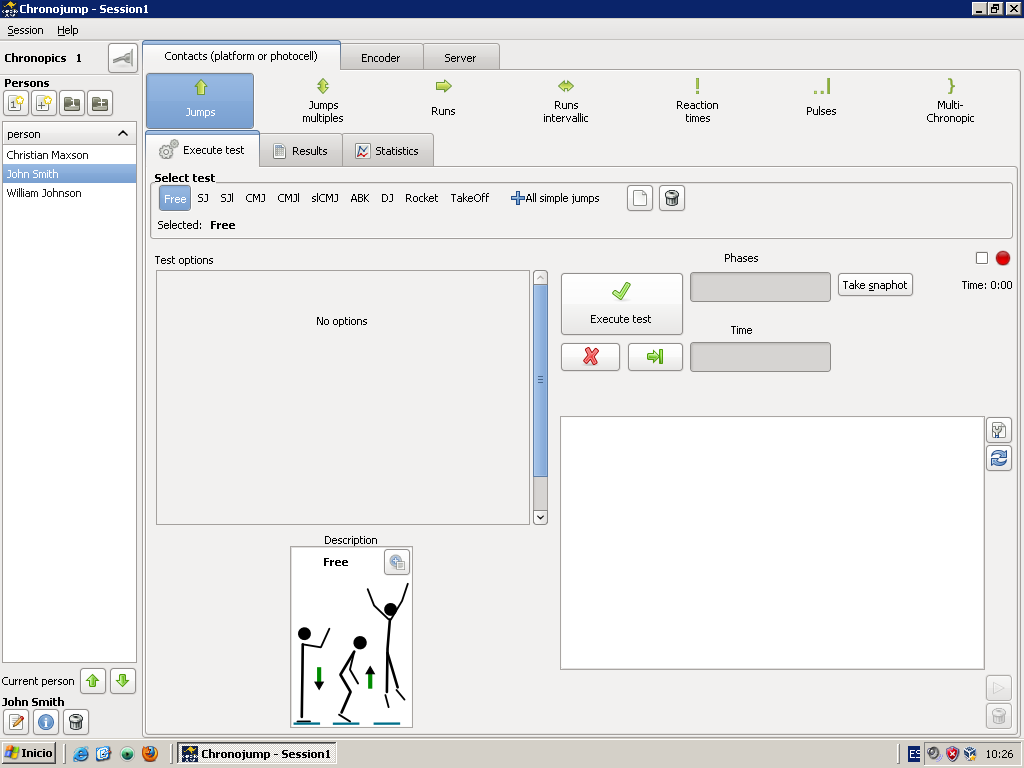 Chronojump - Session1
Session Help
Chronopics 1
Contacts (platform or photocell) Encoder Server
Persons
Jumps
Jumps multiples
Runs
Runs intervallic
Reaction times
Pulses
Multi-Chronopic
person
Christian Maxson
John Smith
William Johnson
Execute test Results Statistics
Select test
Free SJ SJl CMJ CMJl slCMJ ABK DJ Rocket TakeOff All simple jumps
Selected: Free
Test options
No options
Phases
Execute test
Take snaphot
Time: 0:00
Time
Description
Free
Current person
John Smith
Inicio
Chronojump - Session1
ES
10:26